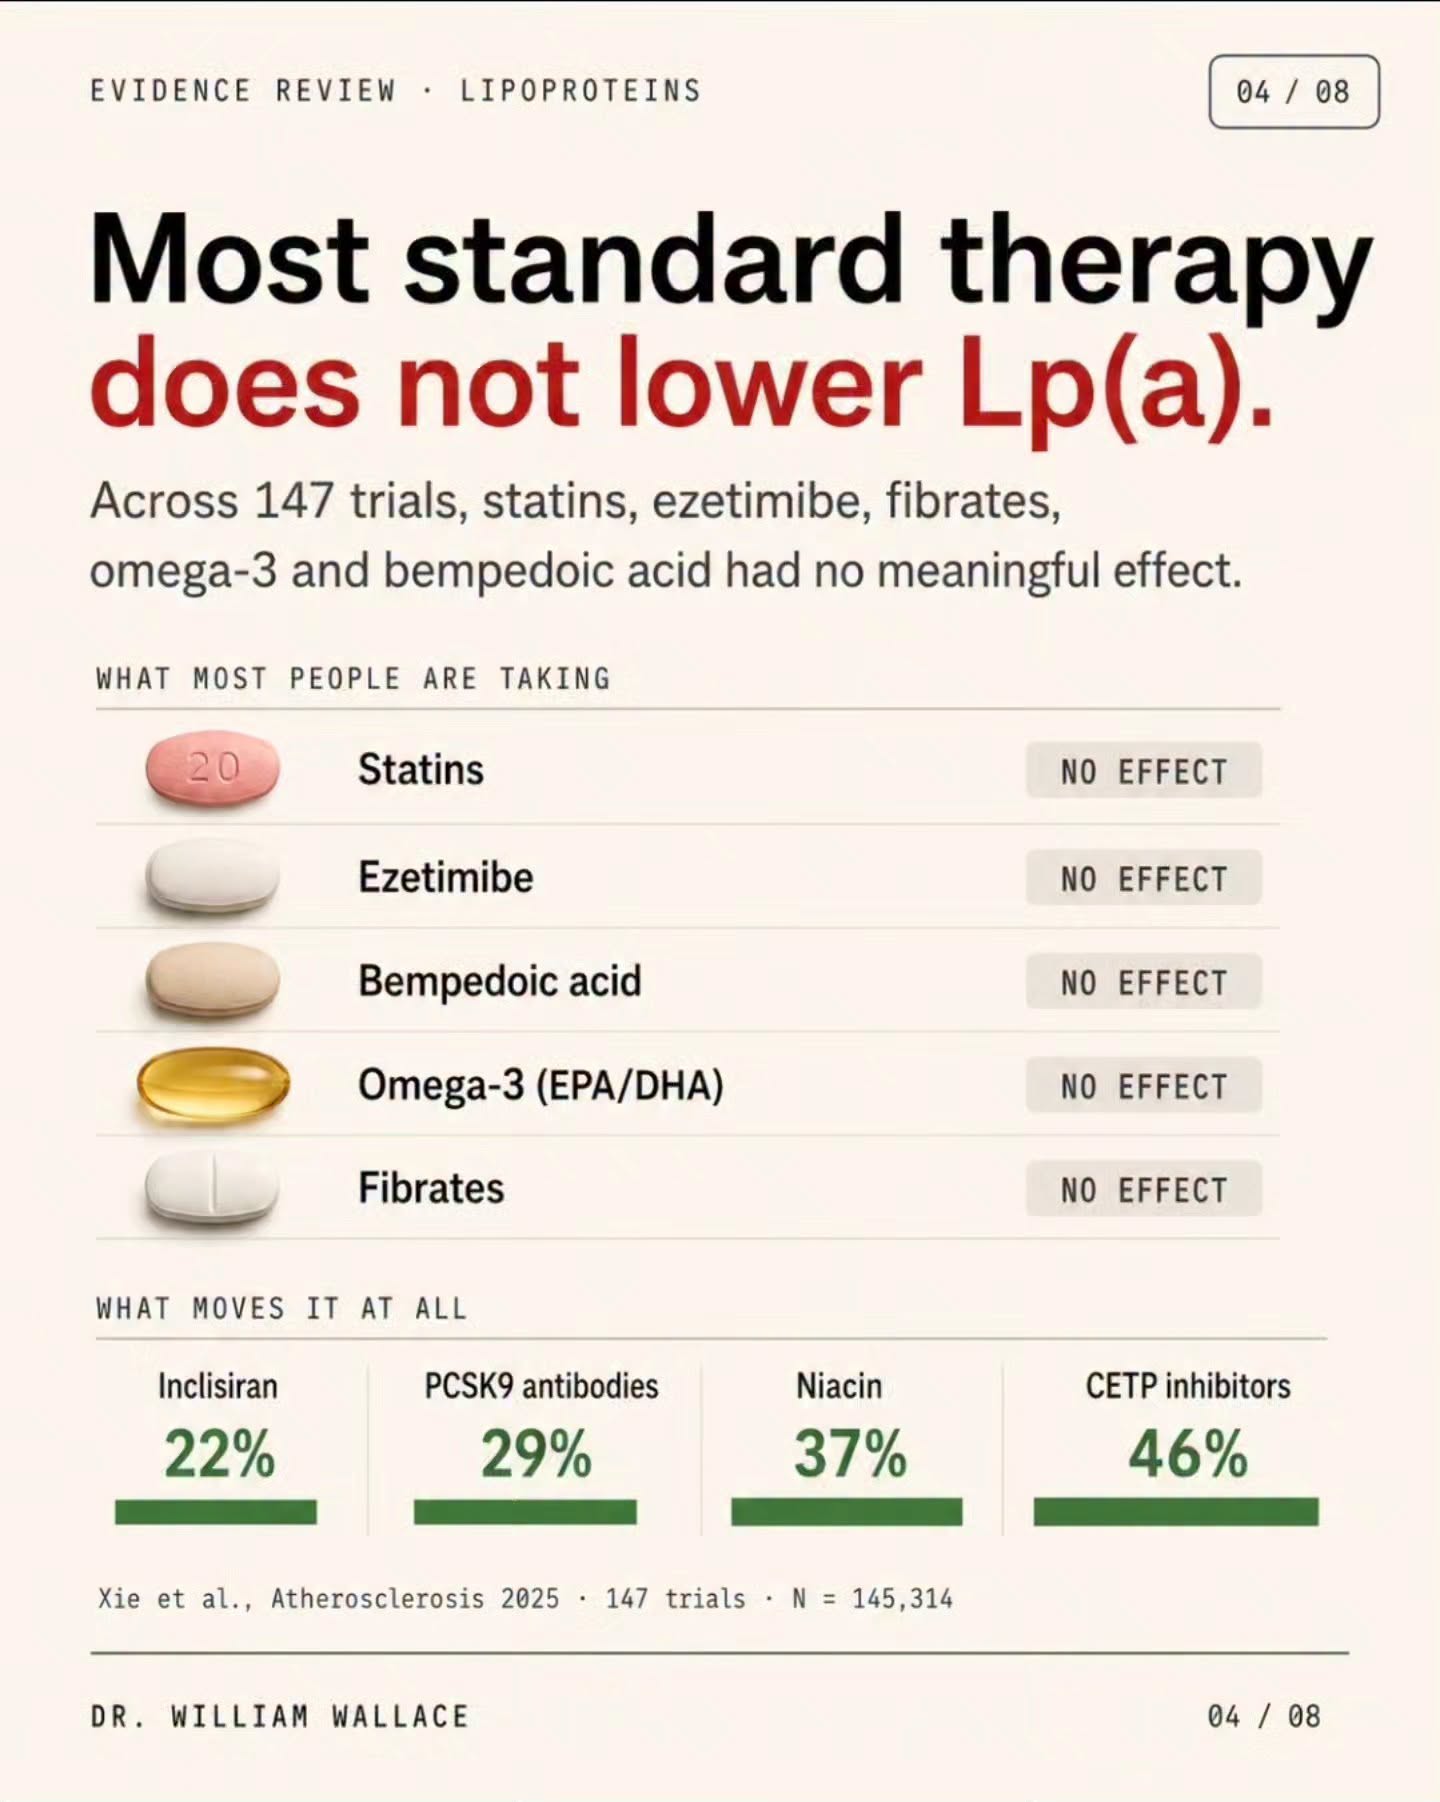 EVIDENCE REVIEW · LIPOPROTEINS
04 / 08
Most standard therapy
does not lower Lp(a).
Across 147 trials, statins, ezetimibe, fibrates,
omega-3 and bempedoic acid had no meaningful effect.
WHAT MOST PEOPLE ARE TAKING
20 Statins NO EFFECT
Ezetimibe NO EFFECT
Bempedoic acid NO EFFECT
Omega-3 (EPA/DHA) NO EFFECT
Fibrates NO EFFECT
WHAT MOVES IT AT ALL
Inclisiran PCSK9 antibodies Niacin CETP inhibitors
22% 29% 37% 46%
Xie et al., Atherosclerosis 2025 · 147 trials · N = 145,314
DR. WILLIAM WALLACE
04 / 08